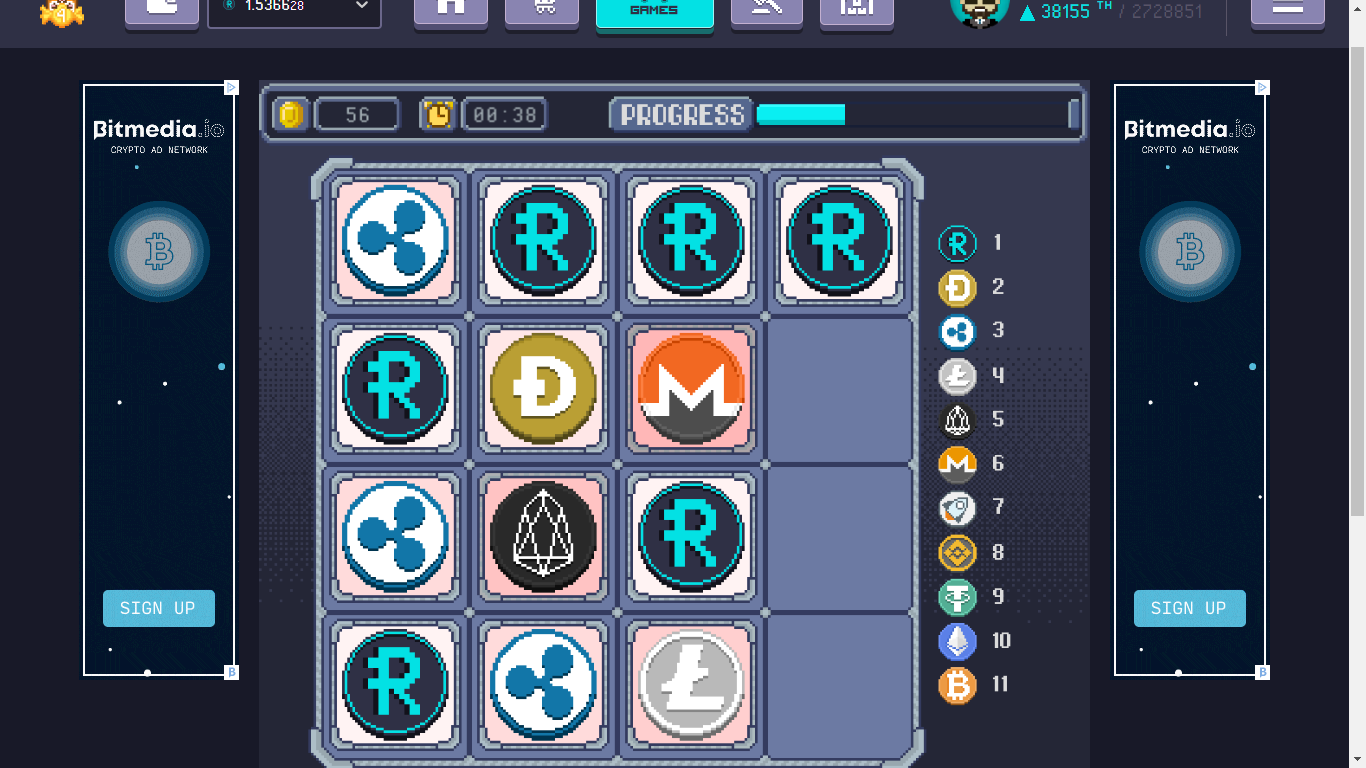 1.536628
GAMES
38155 TH / 2728851
Bitmedia.io
CRYPTO AD NETWORK
SIGN UP
56
00:38
PROGRESS
1
2
3
4
5
6
7
8
9
10
11
Bitmedia.io
CRYPTO AD NETWORK
SIGN UP